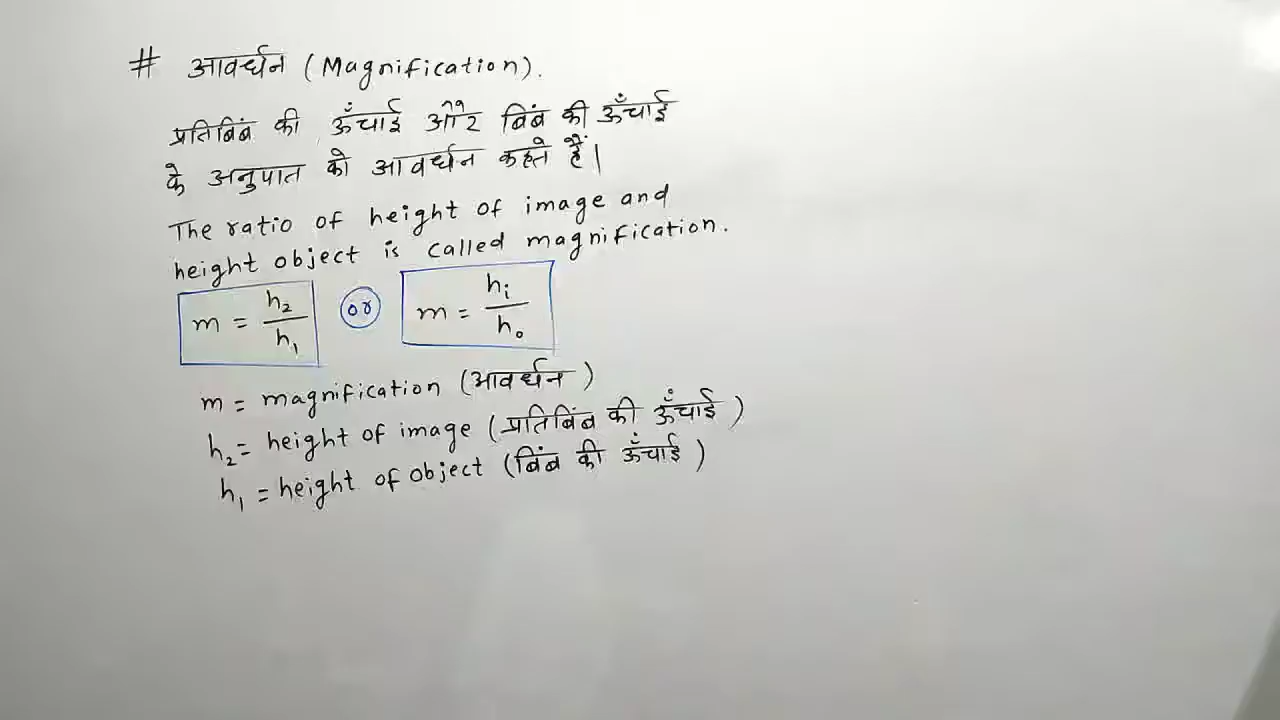 # आवर्धन (Magnification).
प्रतिबिंब की ऊँचाई और बिंब की ऊँचाई
के अनुपात को आवर्धन कहते हैं|
The ratio of height of image and
height object is called magnification.
m = h₂/h₁ or m = hᵢ/h₀
m = magnification (आवर्धन)
h₂ = height of image (प्रतिबिंब की ऊँचाई)
h₁ = height of object (बिंब की ऊँचाई)